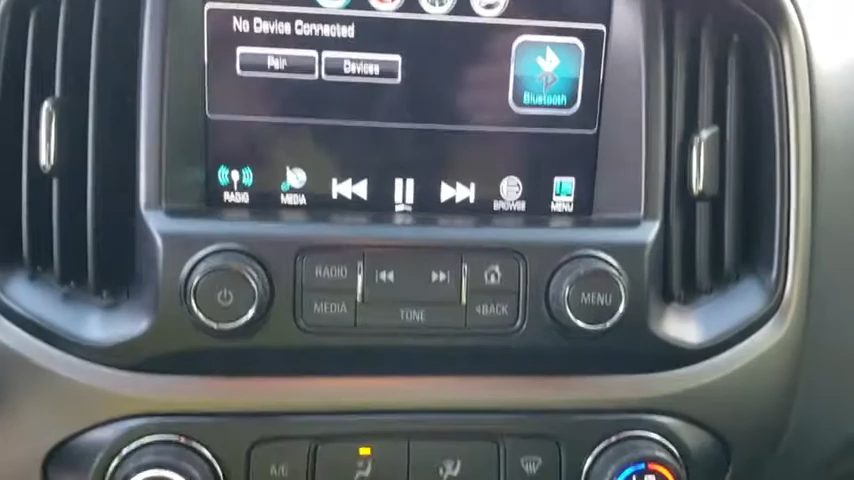 No Device Connected
Pair
Devices
Bluetooth
RADIO
MEDIA
BROWSE
MENU
RADIO
MEDIA
TONE
BACK
MENU